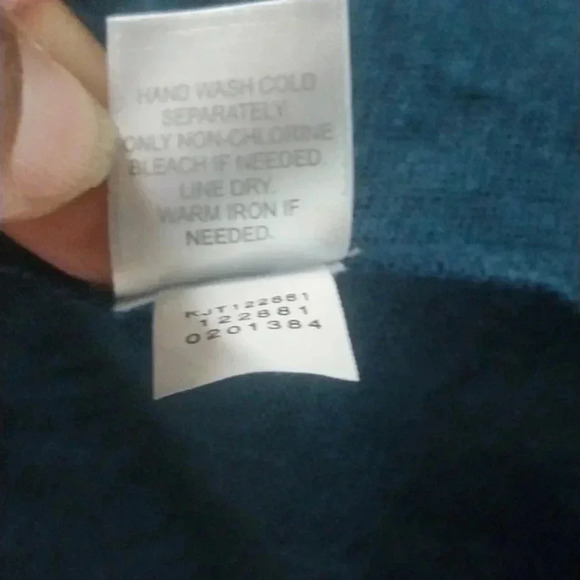 HAND WASH COLD
SEPARATELY
ONLY NON-CHLORINE
BLEACH IF NEEDED
LINE DRY.
WARM IRON IF
NEEDED.
KJT122881
122881
0201384